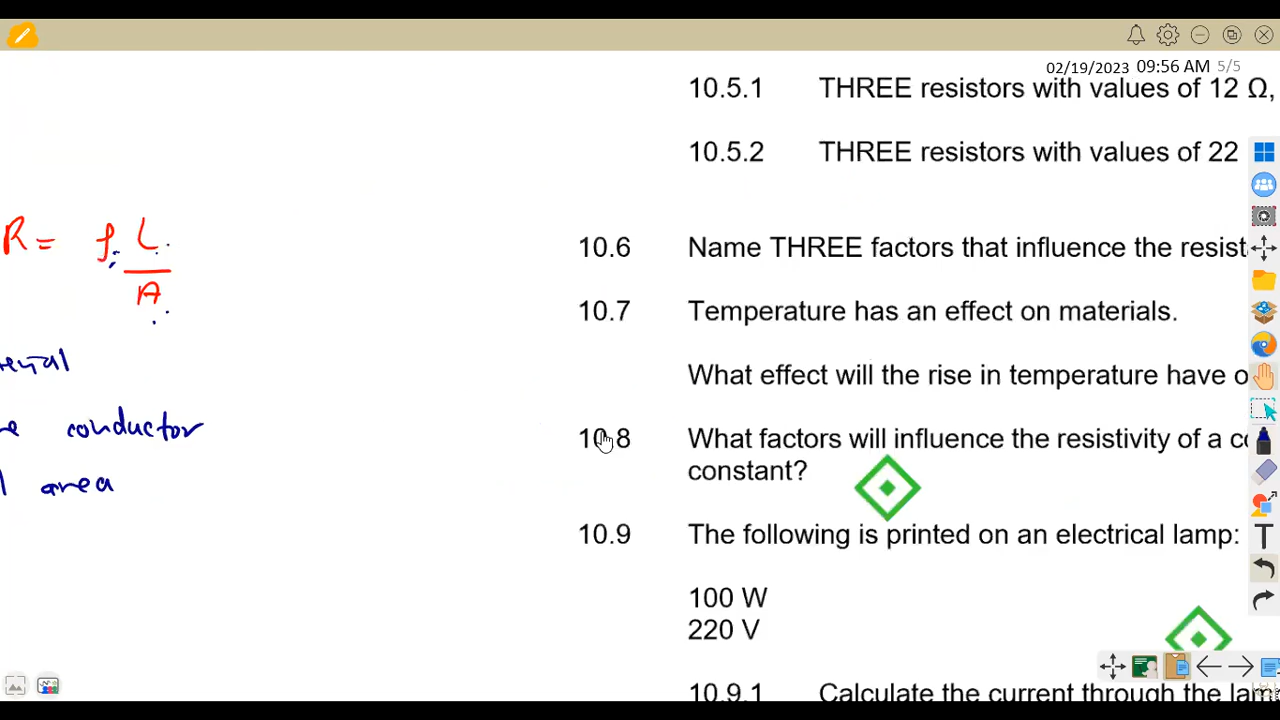 02/19/2023 09:56 AM 5/5
10.5.1 THREE resistors with values of 12 Ω,
10.5.2 THREE resistors with values of 22
R = ρ L
A
10.6 Name THREE factors that influence the
10.7 Temperature has an effect on materials.
What effect will the rise in temperature have
10.8 What factors will influence the resistivity of a
constant?
conductor
area
10.9 The following is printed on an electrical lamp:
100 W
220 V
10.9.1 Calculate the current through the